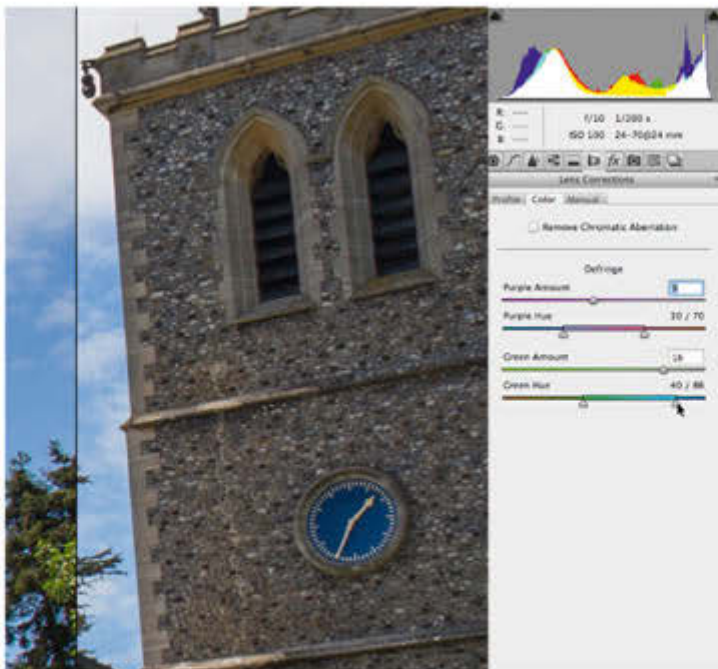 R: ---
G: ---
B: ---
f/10 1/200 s
ISO 100 24-70@24 mm
fx
Lens Corrections
Profile Color Manual
Remove Chromatic Aberration
Defringe
Purple Amount
Purple Hue 30 / 70
Green Amount 16
Green Hue 40 / 86